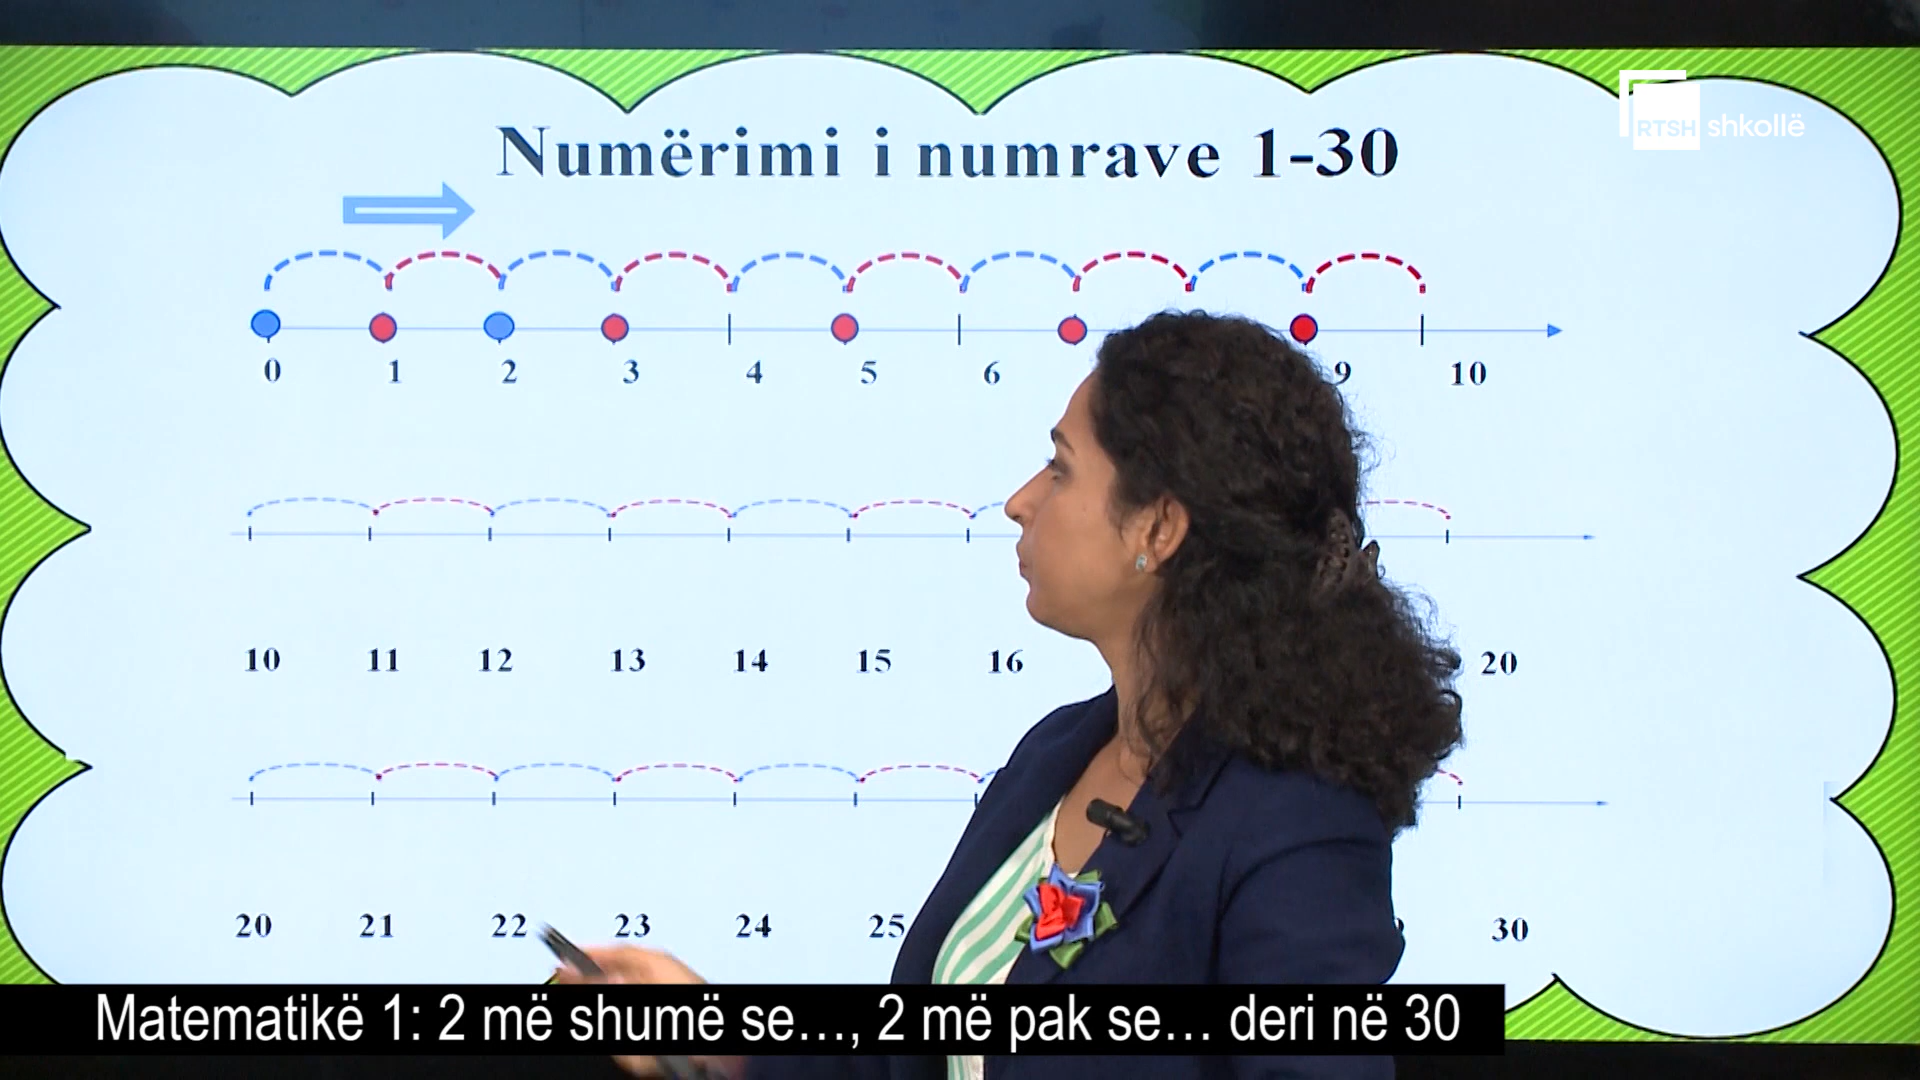 RTSH shkollë
Numërimi i numrave 1-30
0 1 2 3 4 5 6 9 10
10 11 12 13 14 15 16 20
20 21 22 23 24 25 30
Matematikë 1: 2 më shumë se..., 2 më pak se... deri në 30